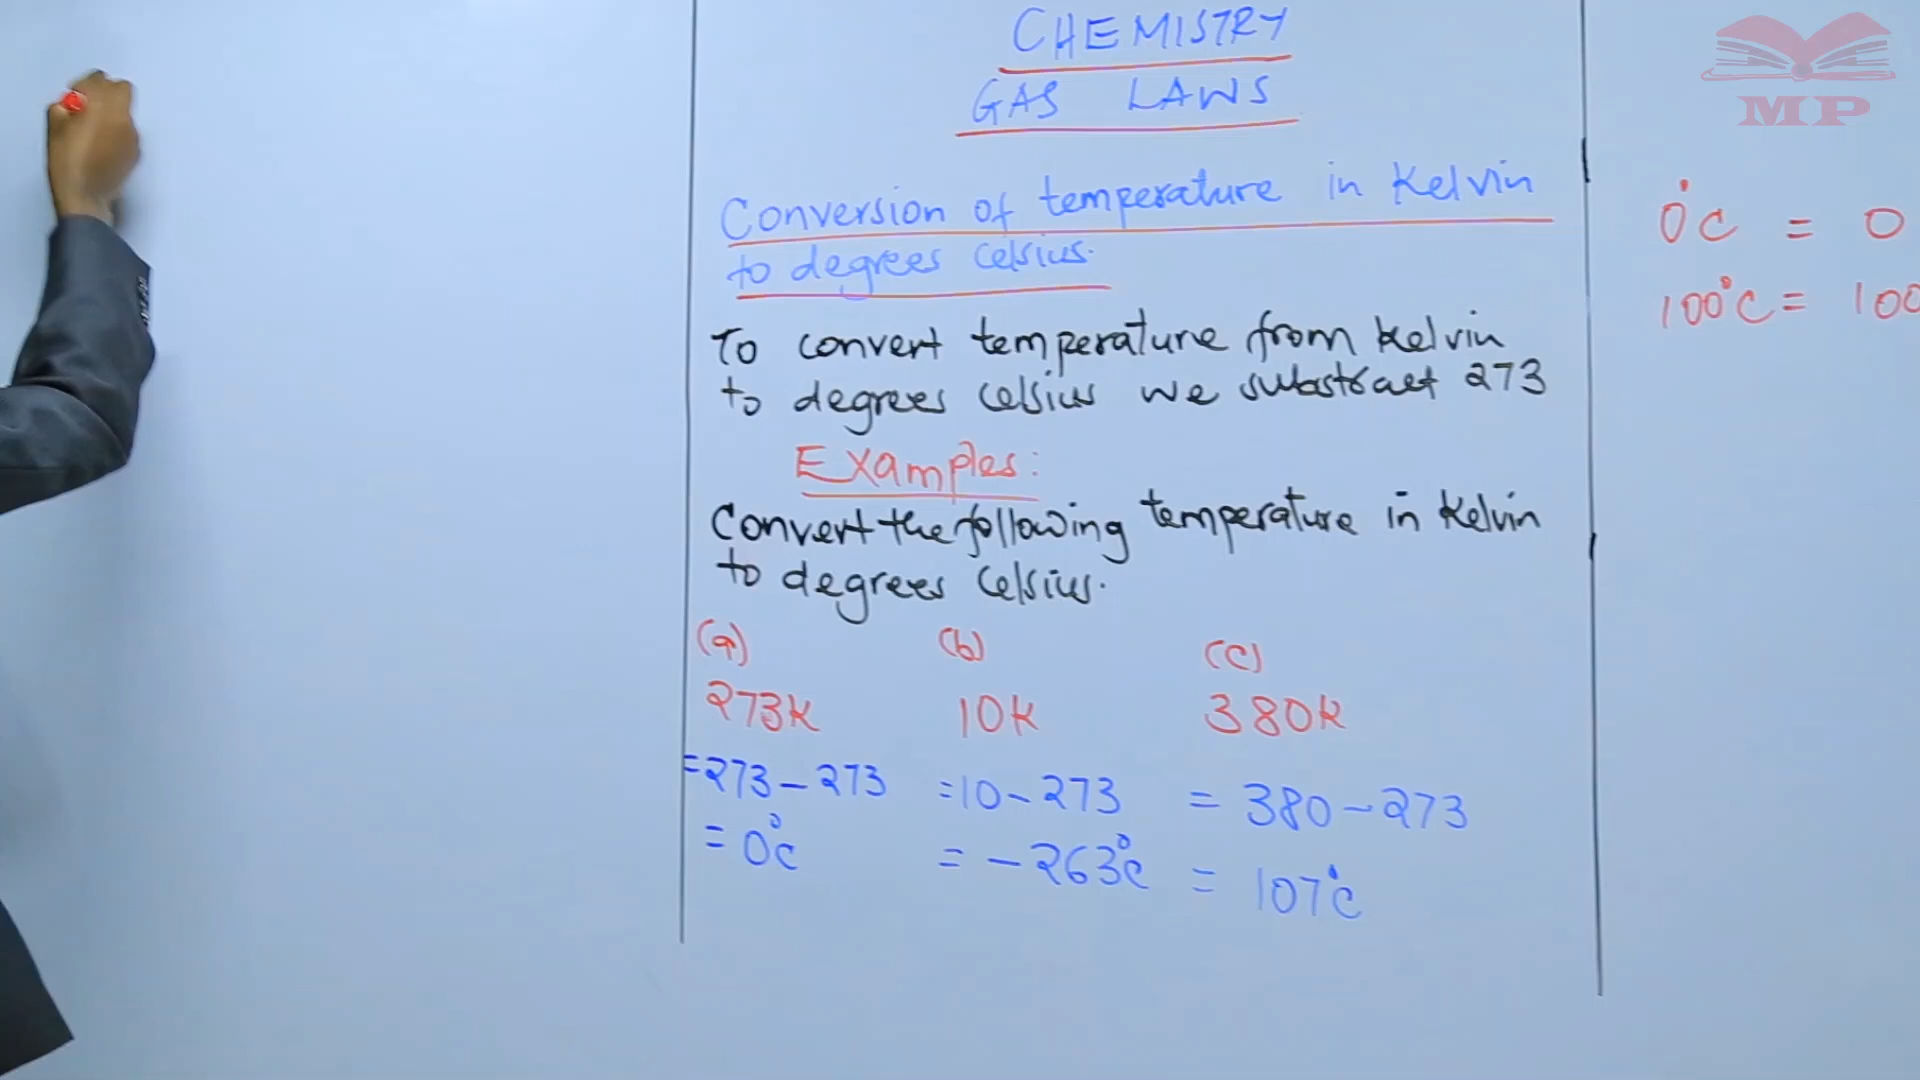 CHEMISTRY
GAS LAWS
Conversion of temperature in Kelvin
to degrees celsius.
To convert temperature from Kelvin
to degrees celsius we substract 273
Examples:
Convert the following temperature in Kelvin
to degrees celsius.
(a) (b) (c)
273K 10K 380K
=273-273 =10-273 = 380-273
= 0°C = -263°C = 107°C
0°C = 0
100°C = 100
MP